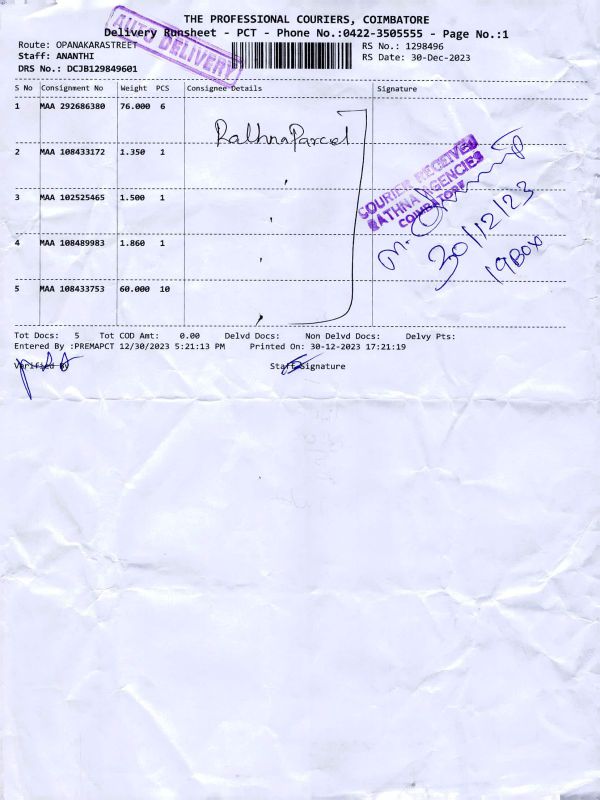 THE PROFESSIONAL COURIERS, COIMBATORE
Delivery Runsheet - PCT - Phone No.:0422-3505555 - Page No.:1
AUTO DELIVERY
Route: OPANAKARASTREET
RS No.: 1298496
Staff: ANANTHI
RS Date: 30-Dec-2023
DRS No.: DCJB129849601
S No Consignment No Weight PCS Consignee Details Signature
1 MAA 292686380 76.000 6
Rathna Parcel
2 MAA 108433172 1.350 1
3 MAA 102525465 1.500 1
4 MAA 108489983 1.860 1
5 MAA 108433753 60.000 10
COURIER RECEIVED
RATHNA AGENCIES
COIMBATORE
30/12/23
19 Box
Tot Docs: 5 Tot COD Amt: 0.00 Delvd Docs: Non Delvd Docs: Delvy Pts:
Entered By :PREMAPCT 12/30/2023 5:21:13 PM Printed On: 30-12-2023 17:21:19
Verified By Staff Signature